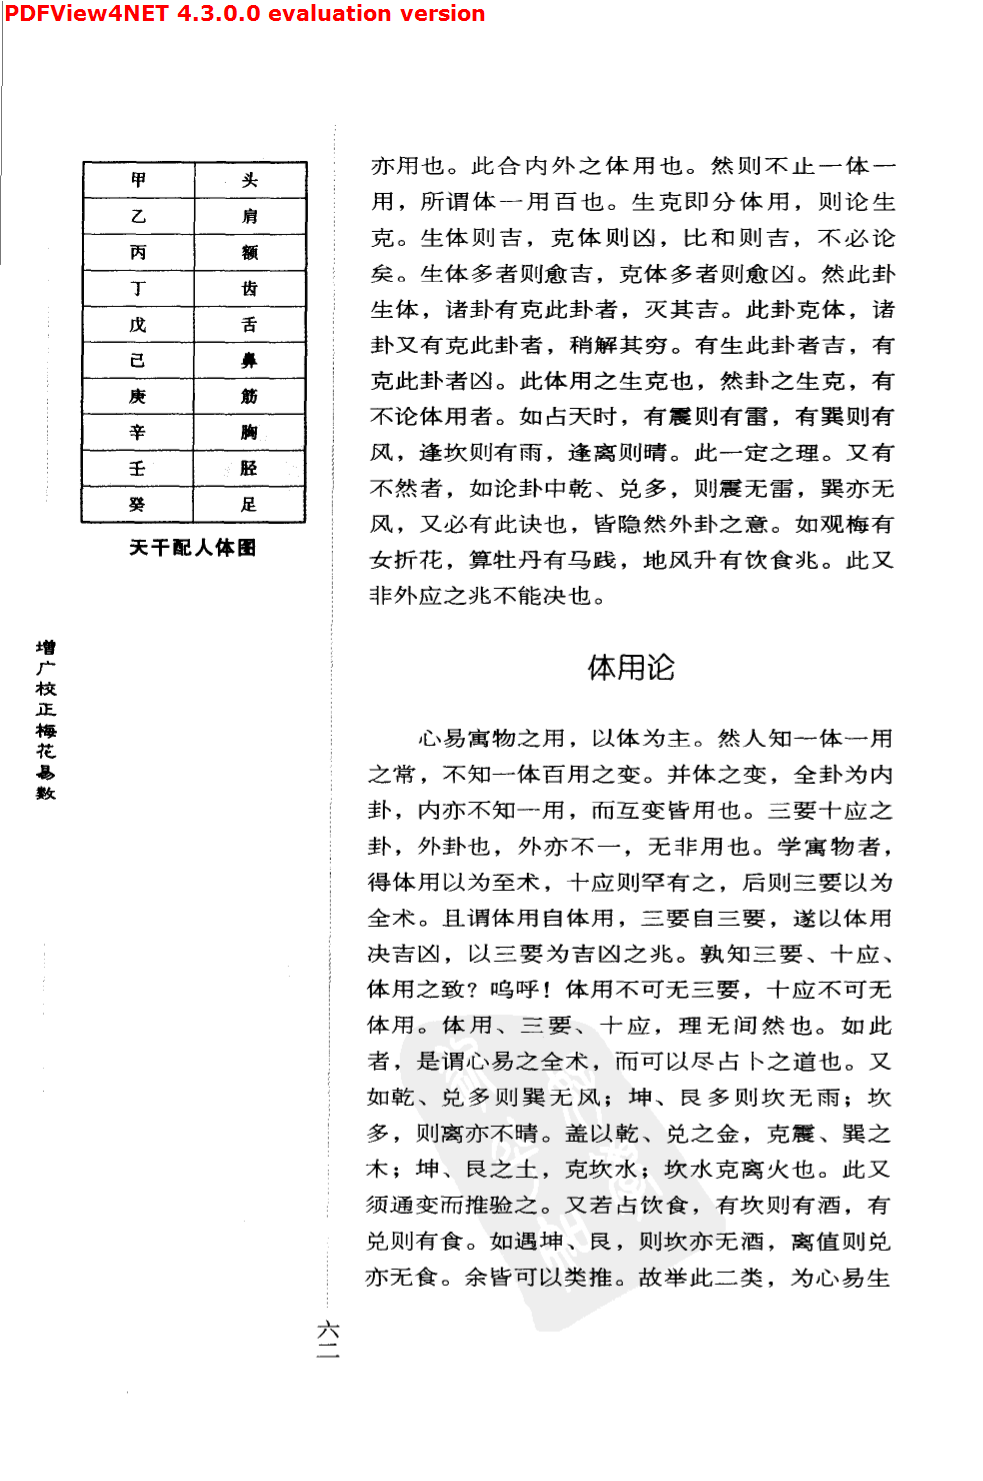 PDFView4NET 4.3.0.0 evaluation version
甲 头
乙 肩
丙 额
丁 齿
戊 舌
己 鼻
庚 筋
辛 胸
壬 胫
癸 足
天干配人体图
增广校正梅花易数
亦用也。此合内外之体用也。然则不止一体一
用，所谓体一用百也。生克即分体用，则论生
克。生体则吉，克体则凶，比和则吉，不必论
矣。生体多者则愈吉，克体多者则愈凶。然此卦
生体，诸卦有克此卦者，灭其吉。此卦克体，诸
卦又有克此卦者，稍解其穷。有生此卦者吉，有
克此卦者凶。此体用之生克也，然卦之生克，有
不论体用者。如占天时，有震则有雷，有巽则有
风，逢坎则有雨，逢离则晴。此一定之理。又有
不然者，如论卦中乾、兑多，则震无雷，巽亦无
风，又必有此诀也，皆隐然外卦之意。如观梅有
女折花，算牡丹有马践，地风升有饮食兆。此又
非外应之兆不能决也。
体用论
心易寓物之用，以体为主。然人知一体一用
之常，不知一体百用之变。并体之变，全卦为内
卦，内亦不知一用，而互变皆用也。三要十应之
卦，外卦也，外亦不一，无非用也。学寓物者，
得体用以为至术，十应则罕有之，后则三要以为
全术。且谓体用自体用，三要自三要，遂以体用
决吉凶，以三要为吉凶之兆。孰知三要、十应、
体用之致？呜呼！体用不可无三要，十应不可无
体用。体用、三要、十应，理无间然也。如此
者，是谓心易之全术，而可以尽占卜之道也。又
如乾、兑多则巽无风；坤、艮多则坎无雨；坎
多，则离亦不晴。盖以乾、兑之金，克震、巽之
木；坤、艮之土，克坎水；坎水克离火也。此又
须通变而推验之。又若占饮食，有坎则有酒，有
兑则有食。如遇坤、艮，则坎亦无酒，离值则兑
亦无食。余皆可以类推。故举此二类，为心易生
六二